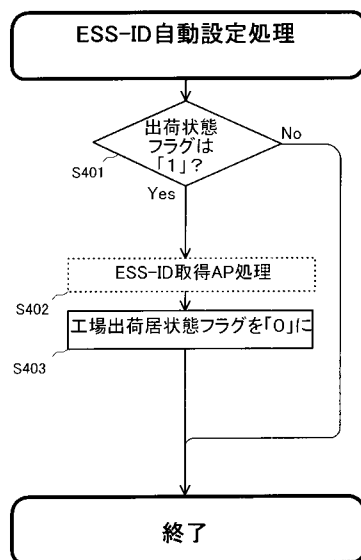 ESS-ID自動設定処理
出荷状態
フラグは
「1」?
No
S401
Yes
ESS-ID取得AP処理
S402
工場出荷居状態フラグを「0」に
S403
終了